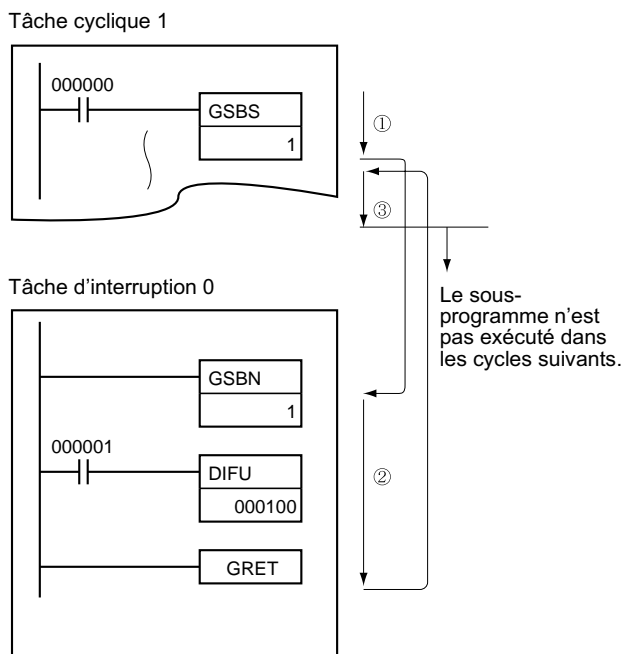 Tâche cyclique 1
000000
GSBS
1
①
③
Le sous-
programme n'est
pas exécuté dans
les cycles suivants.
Tâche d'interruption 0
GSBN
1
000001
DIFU
000100
②
GRET